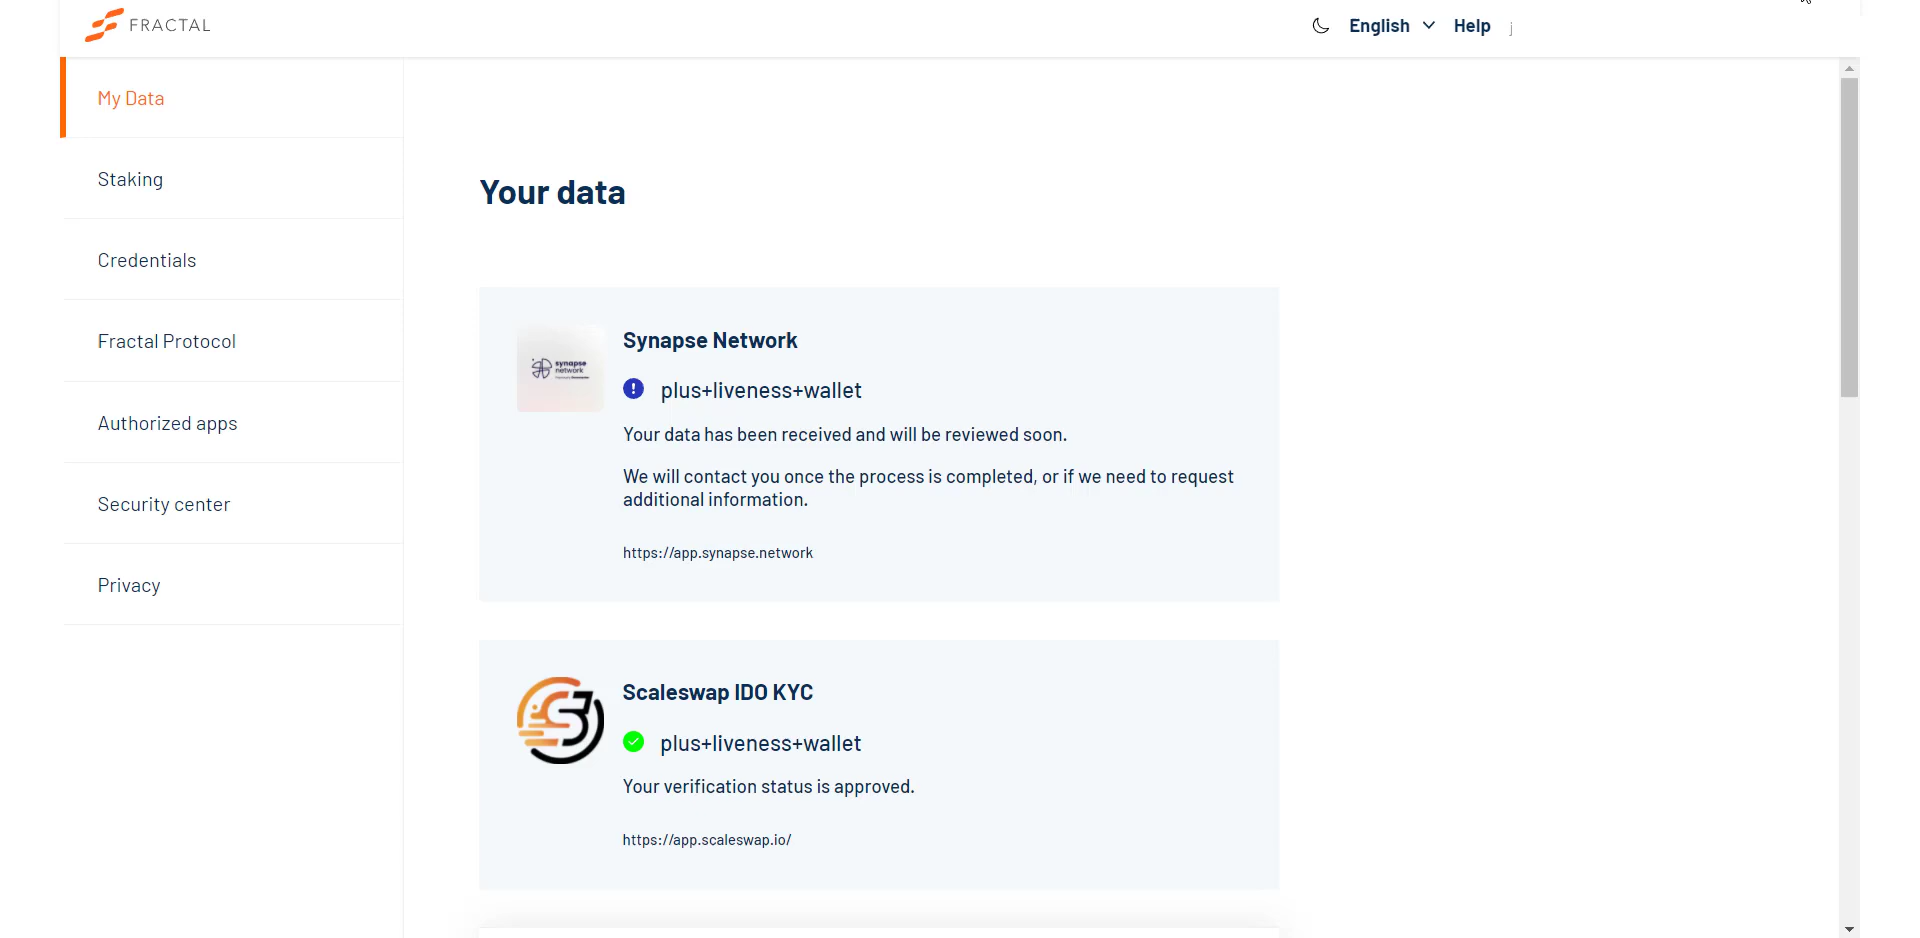 FRACTAL
English
Help
j
My Data
Staking
Credentials
Fractal Protocol
Authorized apps
Security center
Privacy
Your data
synapse
network
Synapse Network
plus+liveness+wallet
Your data has been received and will be reviewed soon.
We will contact you once the process is completed, or if we need to request
additional information.
https://app.synapse.network
Scaleswap IDO KYC
plus+liveness+wallet
Your verification status is approved.
https://app.scaleswap.io/